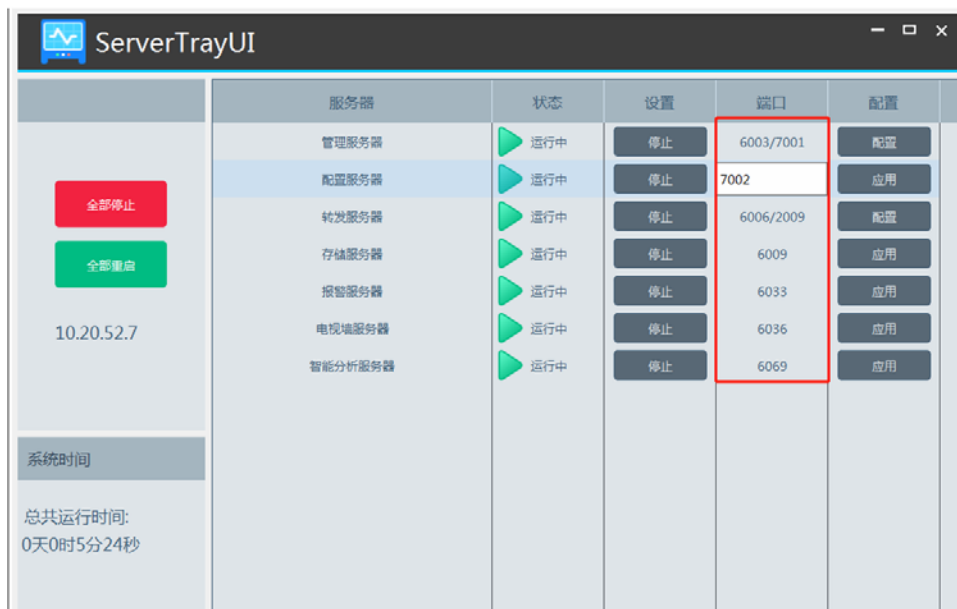 ServerTrayUI
服务器 状态 设置 端口 配置
管理服务器 运行中 停止 6003/7001 配置
配置服务器 运行中 停止 7002 应用
转发服务器 运行中 停止 6006/2009 配置
存储服务器 运行中 停止 6009 应用
报警服务器 运行中 停止 6033 应用
电视墙服务器 运行中 停止 6036 应用
智能分析服务器 运行中 停止 6069 应用
全部停止
全部重启
10.20.52.7
系统时间
总共运行时间:
0天0时5分24秒